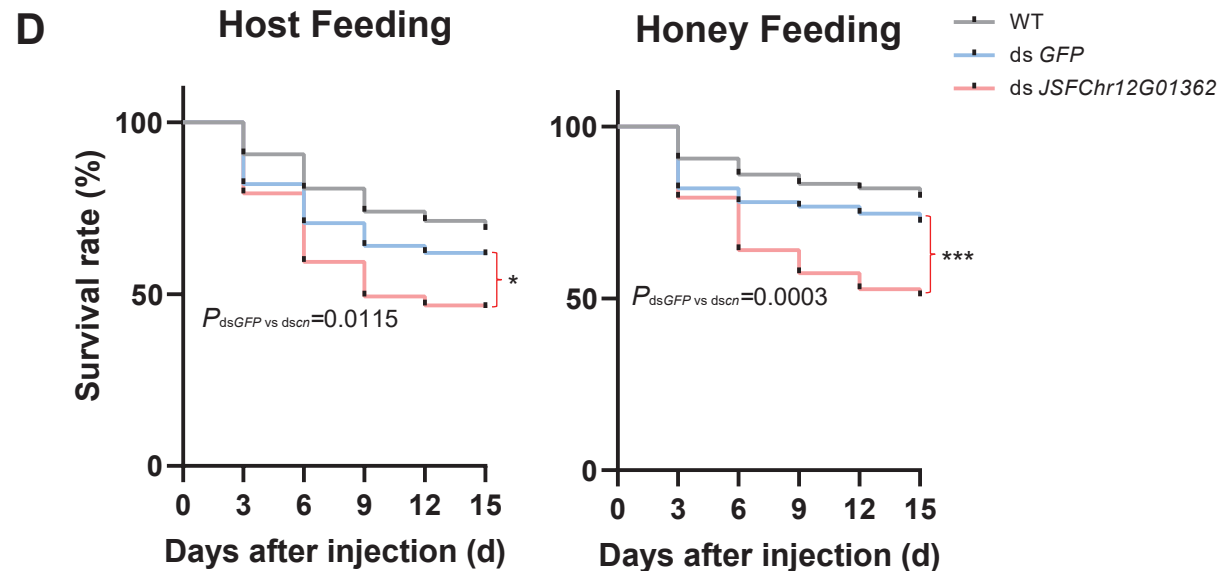 D
Host Feeding
Honey Feeding
WT
ds GFP
ds JSFChr12G01362
Survival rate (%)
100
50
0
0 3 6 9 12 15
Days after injection (d)
PdsGFP vs dscn=0.0115
*
100
50
0
0 3 6 9 12 15
Days after injection (d)
PdsGFP vs dscn=0.0003
***